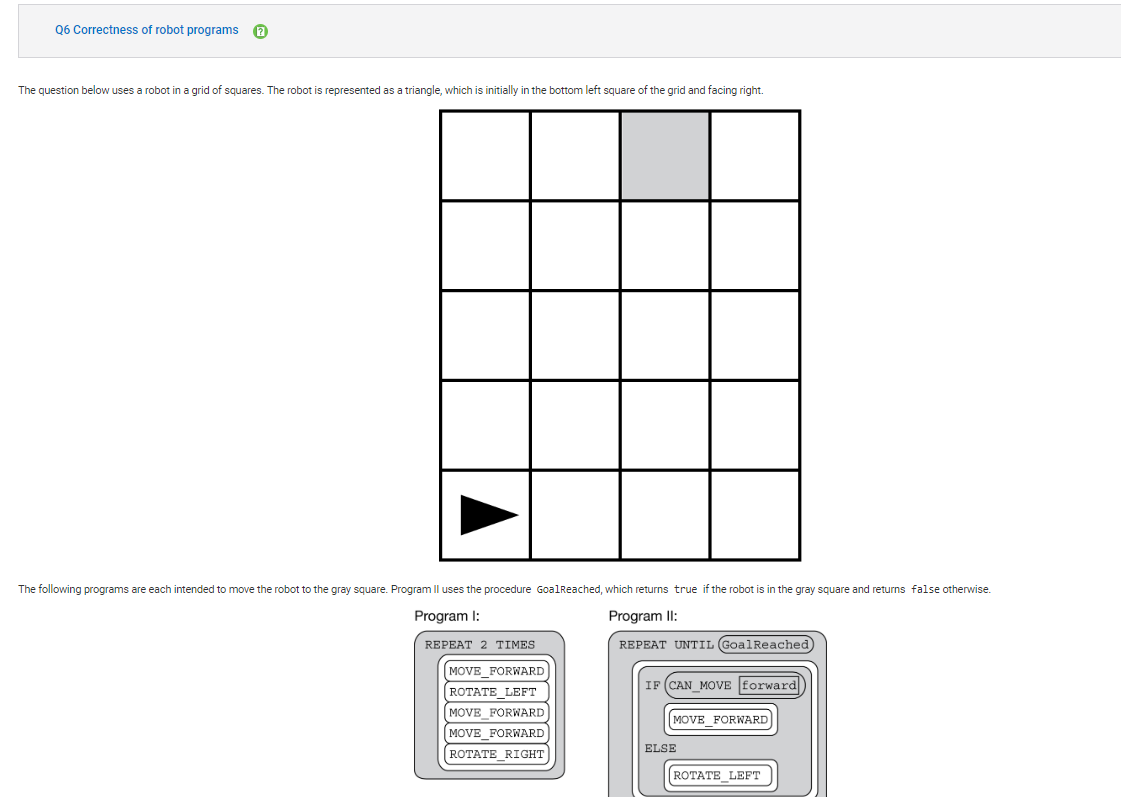 Q6 Correctness of robot programs
The question below uses a robot in a grid of squares. The robot is represented as a triangle, which is initially in the bottom left square of the grid and facing right.
The following programs are each intended to move the robot to the gray square. Program II uses the procedure GoalReached, which returns true if the robot is in the gray square and returns false otherwise.
Program I:
REPEAT 2 TIMES
MOVE_FORWARD
ROTATE_LEFT
MOVE_FORWARD
MOVE_FORWARD
ROTATE_RIGHT
Program II:
REPEAT UNTIL GoalReached
IF CAN_MOVE forward
MOVE_FORWARD
ELSE
ROTATE_LEFT